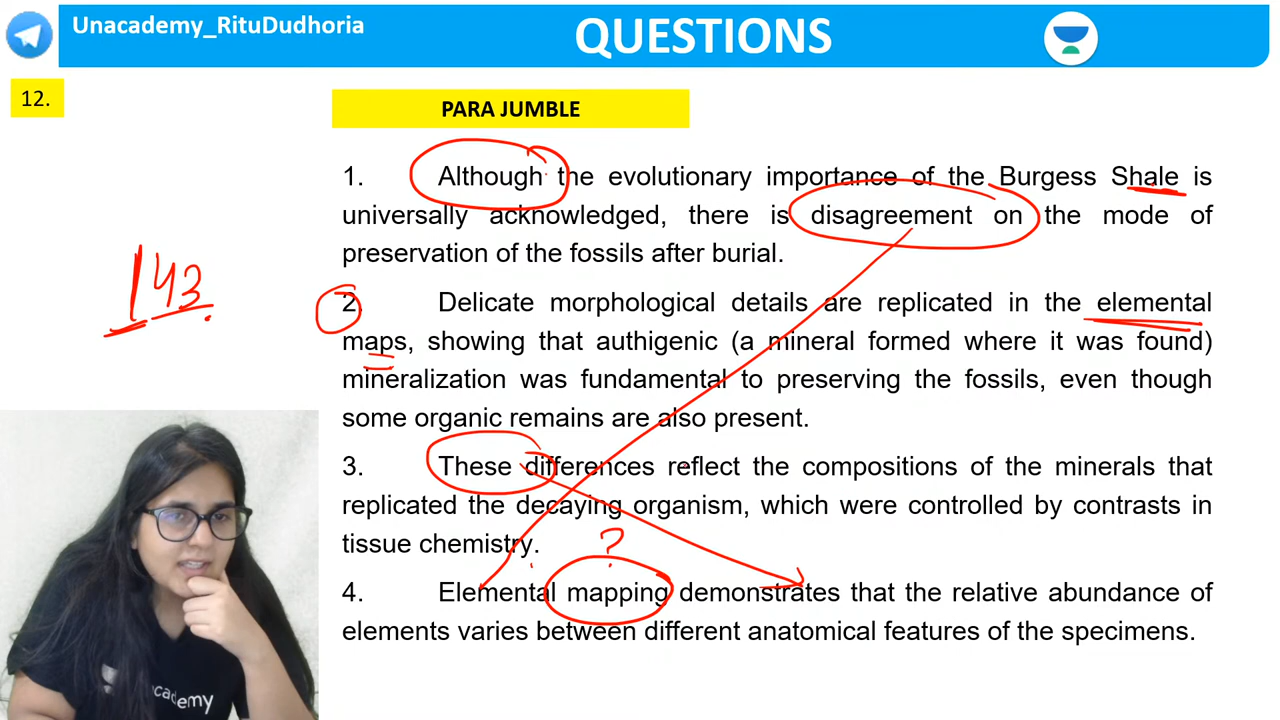 Unacademy_RituDudhoria
QUESTIONS
12.
PARA JUMBLE
1. Although the evolutionary importance of the Burgess Shale is
universally acknowledged, there is disagreement on the mode of
preservation of the fossils after burial.
143
2. Delicate morphological details are replicated in the elemental
maps, showing that authigenic (a mineral formed where it was found)
mineralization was fundamental to preserving the fossils, even though
some organic remains are also present.
3. These differences reflect the compositions of the minerals that
replicated the decaying organism, which were controlled by contrasts in
tissue chemistry.
?
4. Elemental mapping demonstrates that the relative abundance of
elements varies between different anatomical features of the specimens.
unacademy